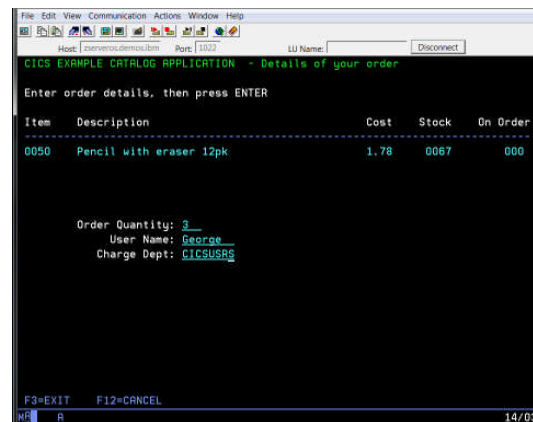 File Edit View Communication Actions Window Help
Host: zserveros.demos.ibm Port: 1022 LU Name: Disconnect
CICS EXAMPLE CATALOG APPLICATION - Details of your order
Enter order details, then press ENTER
Item Description Cost Stock On Order
0050 Pencil with eraser 12pk 1.78 0067 000
Order Quantity: 3
User Name: George
Charge Dept: CICSUSRS
F3=EXIT F12=CANCEL
MA A 14/03